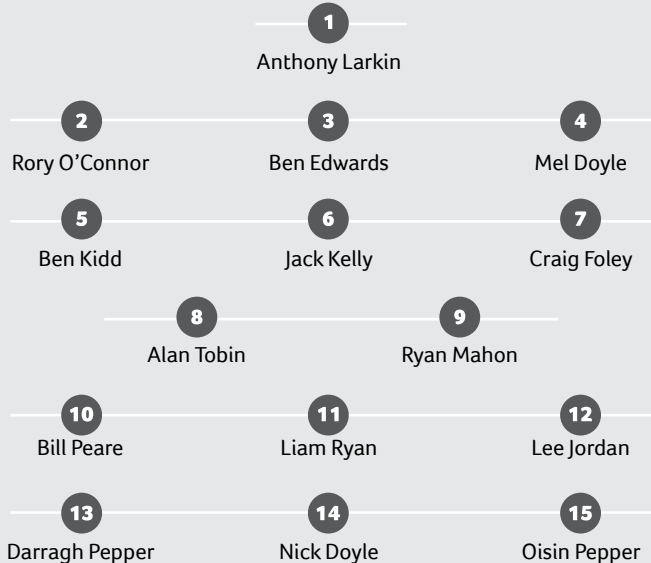 1
Anthony Larkin
2 3 4
Rory O’Connor Ben Edwards Mel Doyle
5 6 7
Ben Kidd Jack Kelly Craig Foley
8 9
Alan Tobin Ryan Mahon
10 11 12
Bill Peare Liam Ryan Lee Jordan
13 14 15
Darragh Pepper Nick Doyle Oisin Pepper